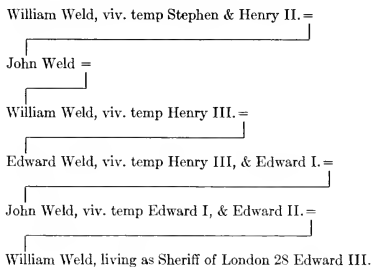 William Weld, viv. temp Stephen & Henry II. =
John Weld =
William Weld, viv. temp Henry III. =
Edward Weld, viv. temp Henry III, & Edward I. =
John Weld, viv. temp Edward I, & Edward II. =
William Weld, living as Sheriff of London 28 Edward III.